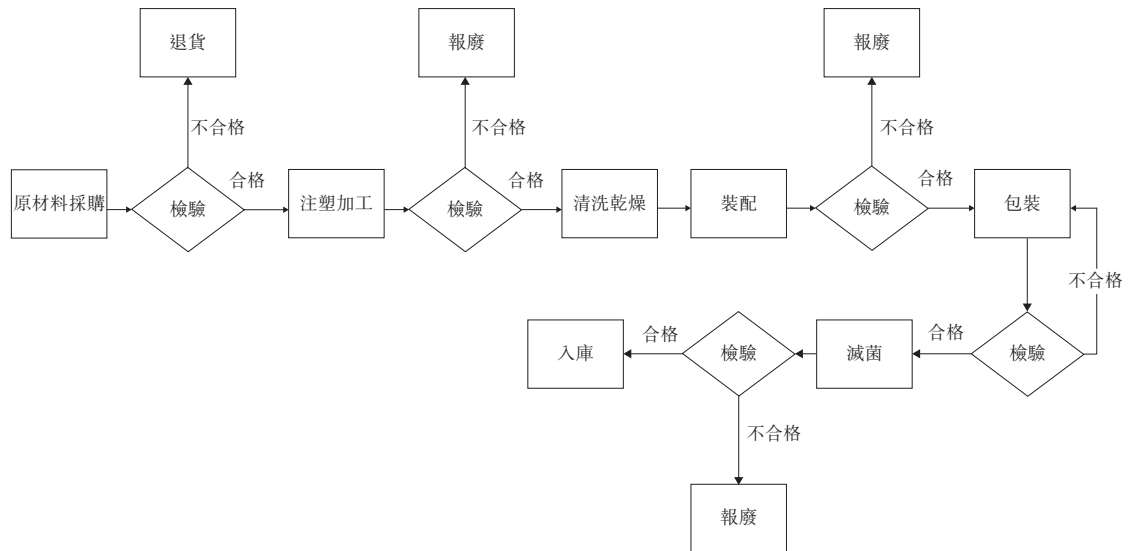 退貨
報廢
報廢
不合格
不合格
不合格
原材料採購
檢驗
合格
注塑加工
檢驗
合格
清洗乾燥
裝配
檢驗
合格
包裝
不合格
入庫
合格
檢驗
滅菌
合格
檢驗
不合格
報廢